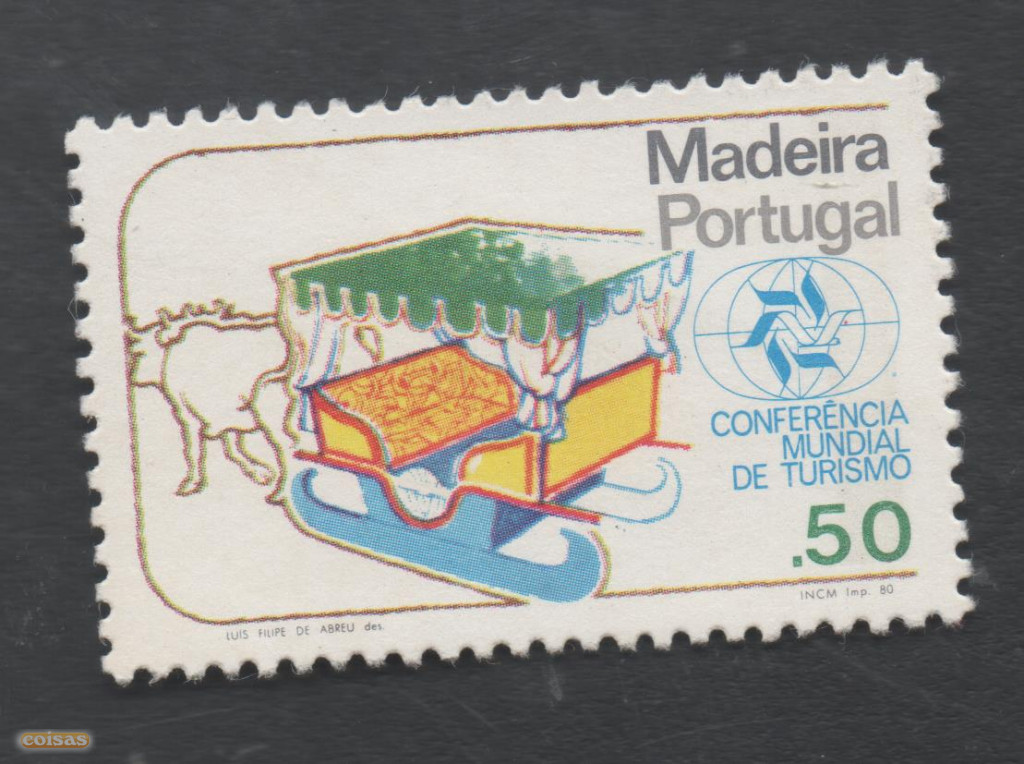 Madeira
Portugal
CONFERÊNCIA
MUNDIAL
DE TURISMO
.50
INCM Imp. 80
LUIS FILIPE DE ABREU des.
coisas